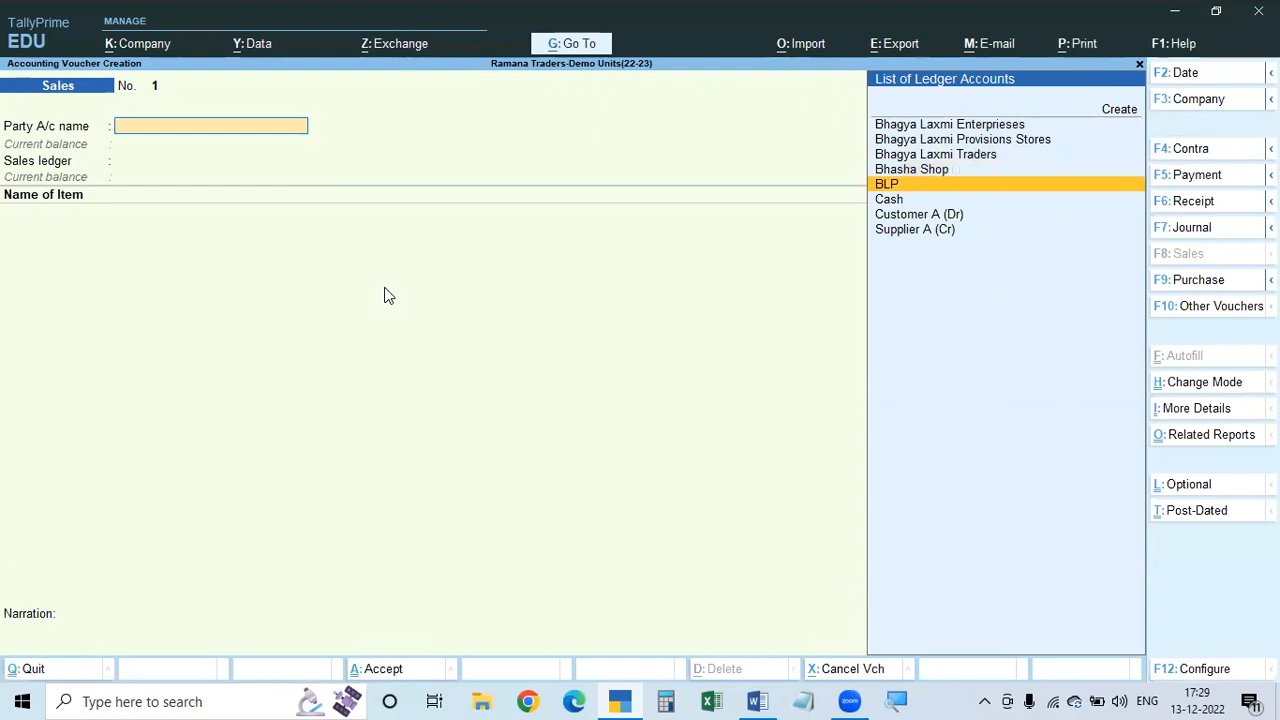 TallyPrime
EDU
MANAGE
K: Company
Y: Data
Z: Exchange
G: Go To
O: Import
E: Export
M: E-mail
P: Print
F1: Help
Accounting Voucher Creation
Ramana Traders-Demo Units(22-23)
Sales
No. 1
Party A/c name :
Current balance :
Sales ledger :
Current balance :
Name of Item
Narration:
List of Ledger Accounts
Create
Bhagya Laxmi Enterprieses
Bhagya Laxmi Provisions Stores
Bhagya Laxmi Traders
Bhasha Shop
BLP
Cash
Customer A (Dr)
Supplier A (Cr)
F2: Date
F3: Company
F4: Contra
F5: Payment
F6: Receipt
F7: Journal
F8: Sales
F9: Purchase
F10: Other Vouchers
F: Autofill
H: Change Mode
I: More Details
O: Related Reports
L: Optional
T: Post-Dated
Q: Quit
A: Accept
D: Delete
X: Cancel Vch
F12: Configure
Type here to search
zoom
ENG
17:29
13-12-2022
11